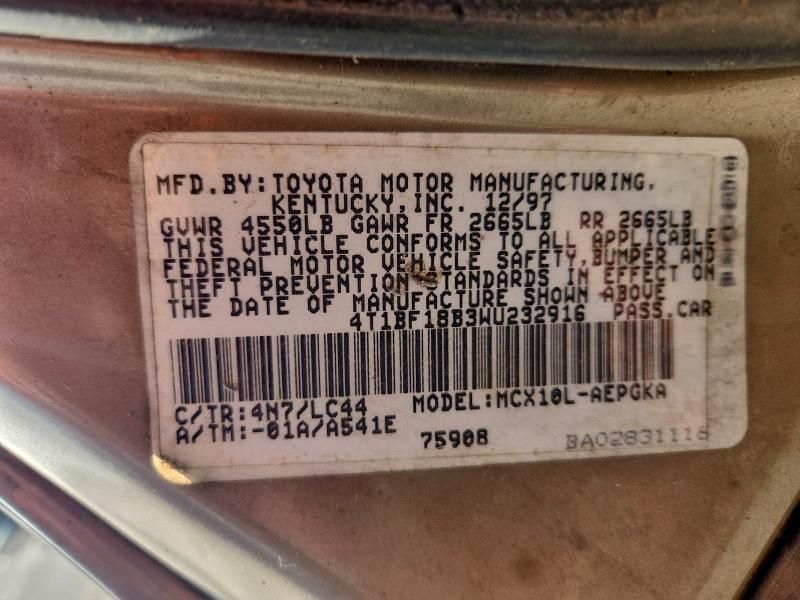 MFD.BY:TOYOTA MOTOR MANUFACTURING,
KENTUCKY,INC. 12/97
GVWR 4550LB GAWR FR 2665LB RR 2665LB
THIS VEHICLE CONFORMS TO ALL APPLICABLE
FEDERAL MOTOR VEHICLE SAFETY,BUMPER AND
THEFT PREVENTION STANDARDS IN EFFECT ON
THE DATE OF MANUFACTURE SHOWN ABOVE
4T1BF18B3WU232916 PASS.CAR
C/TR:4N7/LC44 MODEL:MCX10L-AEPGKA
A/TM:-01A/A541E 75908 BA02831116